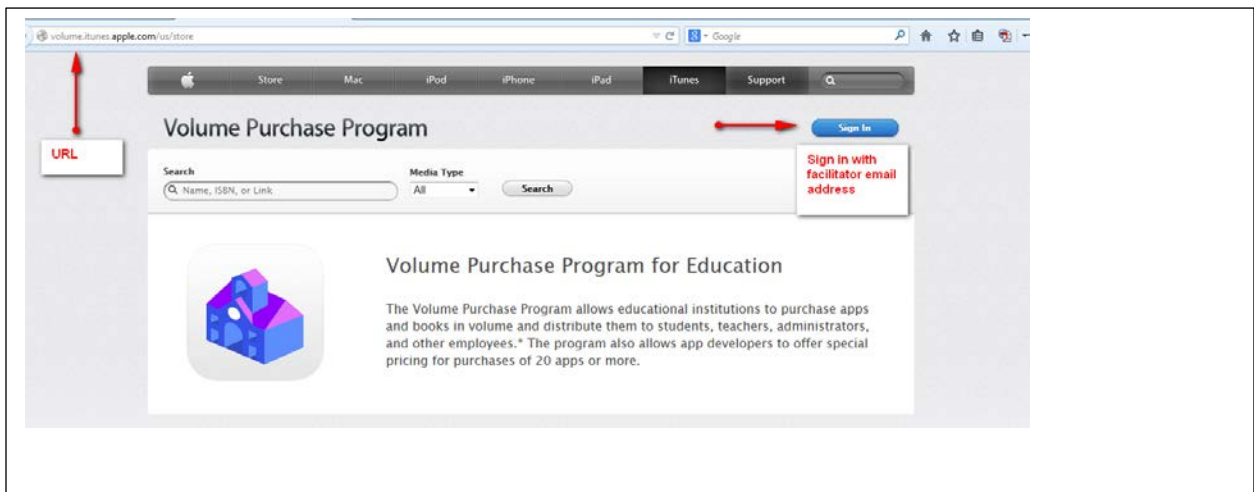 volume.itunes.apple.com/us/store
Google
Store Mac iPod iPhone iPad iTunes Support
Volume Purchase Program
Sign In
URL
Sign in with
facilitator email
address
Search
Media Type
Name, ISBN, or Link
All
Search
Volume Purchase Program for Education
The Volume Purchase Program allows educational institutions to purchase apps
and books in volume and distribute them to students, teachers, administrators,
and other employees.* The program also allows app developers to offer special
pricing for purchases of 20 apps or more.